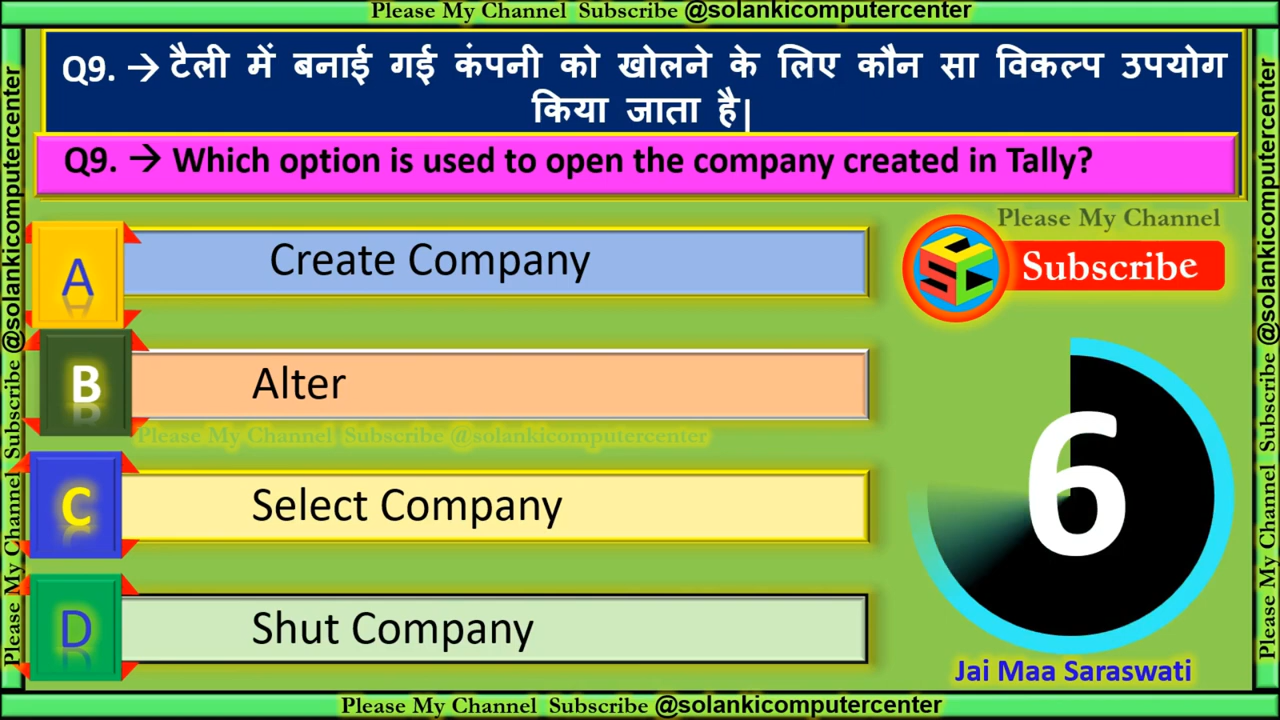 Please My Channel Subscribe @solankicomputercenter
Q9. → टैली में बनाई गई कंपनी को खोलने के लिए कौन सा विकल्प उपयोग
किया जाता है|
Q9. → Which option is used to open the company created in Tally?
Please My Channel
Subscribe
A
Create Company
B
Alter
Please My Channel Subscribe @solankicomputercenter
C
Select Company
D
Shut Company
6
Jai Maa Saraswati
Please My Channel Subscribe @solankicomputercenter
Please My Channel Subscribe @solankicomputercenter
Please My Channel Subscribe @solankicomputercenter
SCC